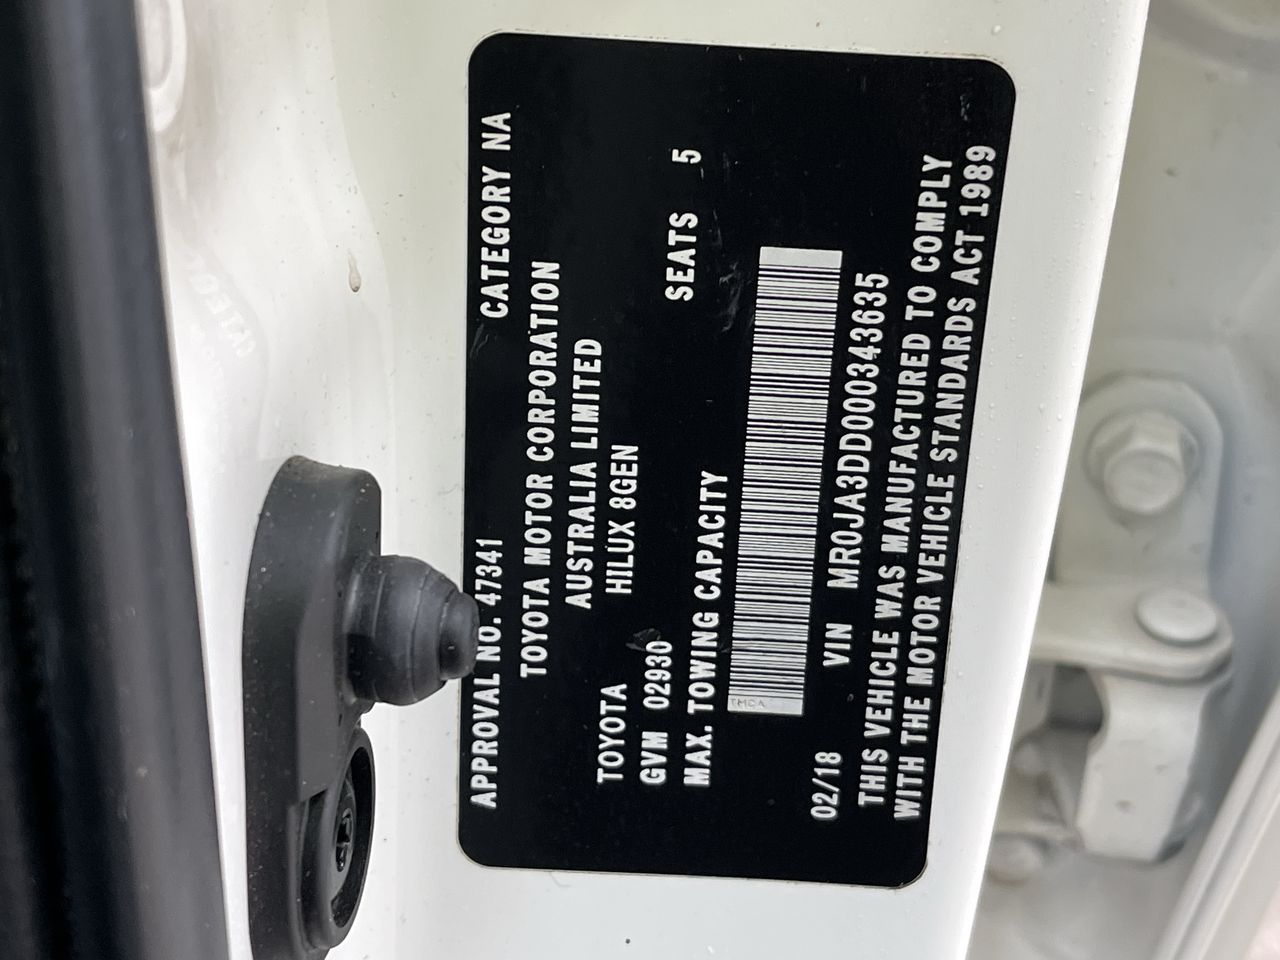 APPROVAL NO. 47341 CATEGORY NA
TOYOTA MOTOR CORPORATION
AUSTRALIA LIMITED
TOYOTA HILUX 8GEN
GVM 02930 SEATS 5
MAX. TOWING CAPACITY
TMCA
02/18 VIN MR0JA3DD000343635
THIS VEHICLE WAS MANUFACTURED TO COMPLY
WITH THE MOTOR VEHICLE STANDARDS ACT 1989